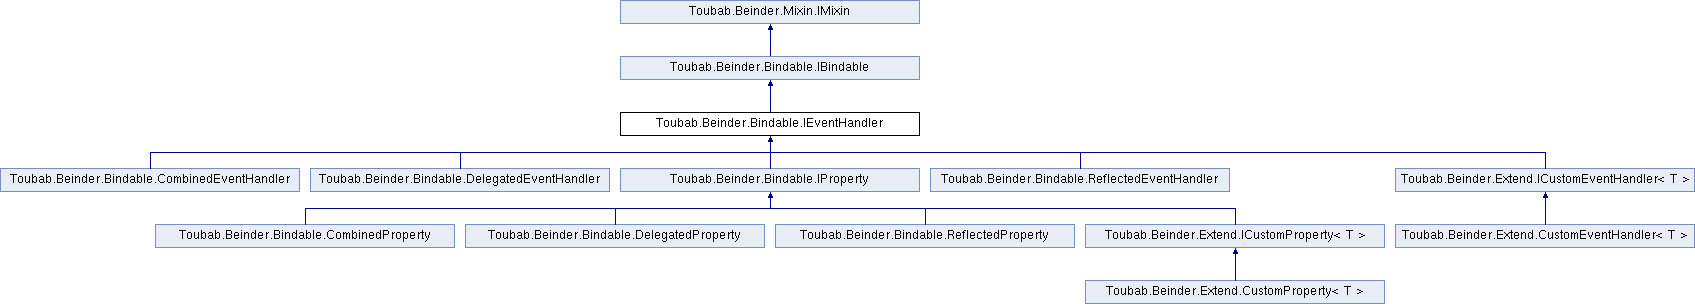 Toubab.Beinder.Mixin.IMixin
Toubab.Beinder.Bindable.IBindable
Toubab.Beinder.Bindable.IEventHandler
Toubab.Beinder.Bindable.CombinedEventHandler
Toubab.Beinder.Bindable.DelegatedEventHandler
Toubab.Beinder.Bindable.IProperty
Toubab.Beinder.Bindable.ReflectedEventHandler
Toubab.Beinder.Extend.ICustomEventHandler< T >
Toubab.Beinder.Bindable.CombinedProperty
Toubab.Beinder.Bindable.DelegatedProperty
Toubab.Beinder.Bindable.ReflectedProperty
Toubab.Beinder.Extend.ICustomProperty< T >
Toubab.Beinder.Extend.CustomEventHandler< T >
Toubab.Beinder.Extend.CustomProperty< T >